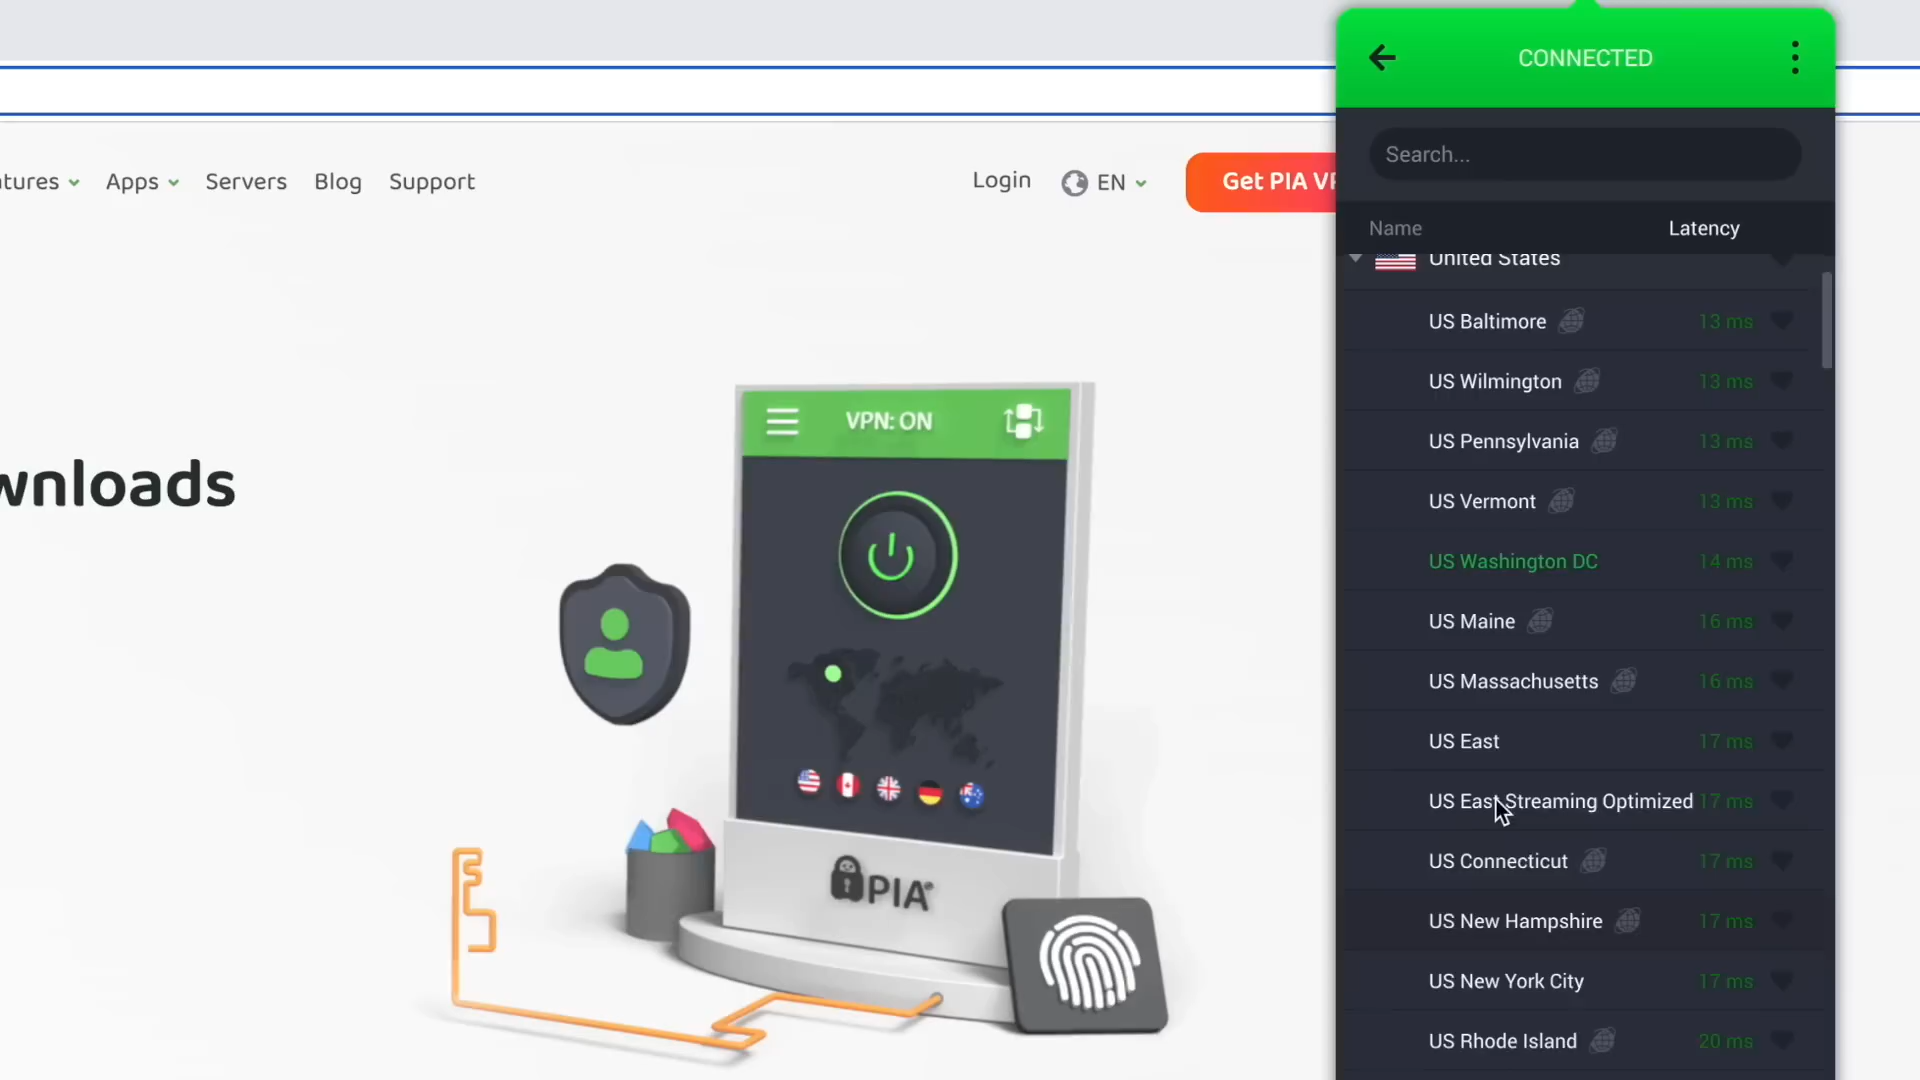 CONNECTED
Search...
Name Latency
United States
US Baltimore 13 ms
US Wilmington 13 ms
US Pennsylvania 13 ms
US Vermont 13 ms
US Washington DC 14 ms
US Maine 16 ms
US Massachusetts 16 ms
US East 17 ms
US East Streaming Optimized 17 ms
US Connecticut 17 ms
US New Hampshire 17 ms
US New York City 17 ms
US Rhode Island 20 ms
atures Apps Servers Blog Support Login EN Get PIA VP
wnloads
VPN: ON
PIA®